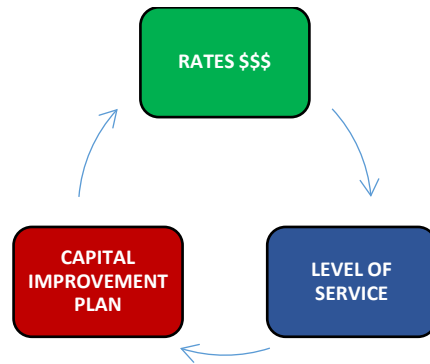 RATES $$$
CAPITAL
IMPROVEMENT
PLAN
LEVEL OF
SERVICE